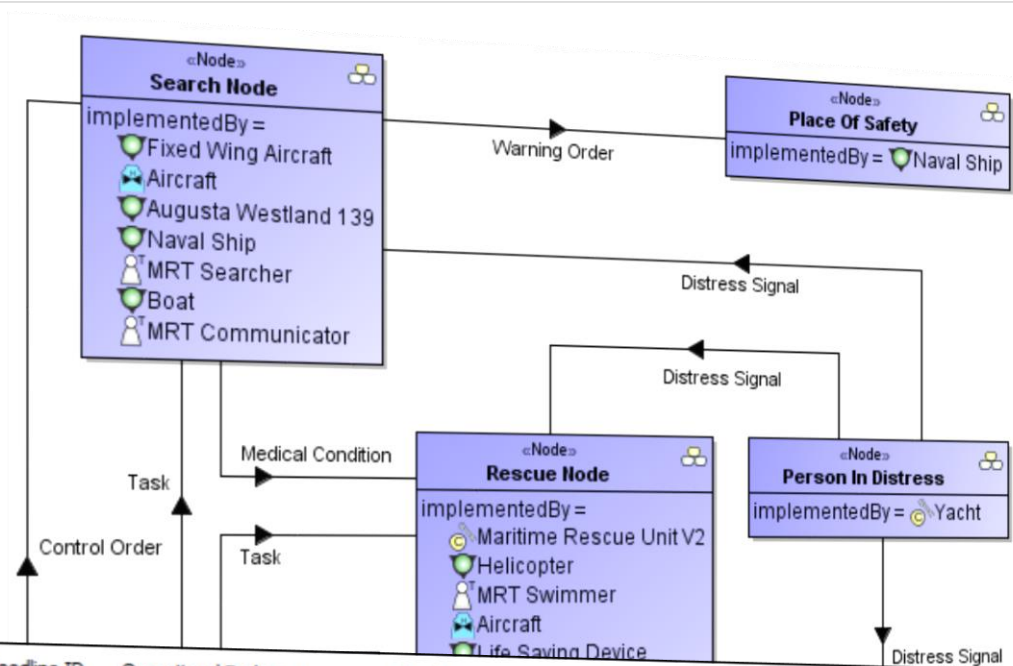 «Node»
Search Node
implementedBy =
Fixed Wing Aircraft
Aircraft
Augusta Westland 139
Naval Ship
MRT Searcher
Boat
MRT Communicator
Warning Order
«Node»
Place Of Safety
implementedBy = Naval Ship
Distress Signal
Distress Signal
Medical Condition
Task
Control Order
Task
«Node»
Rescue Node
implementedBy =
Maritime Rescue Unit V2
Helicopter
MRT Swimmer
Aircraft
Life Saving Device
«Node»
Person In Distress
implementedBy = Yacht
Distress Signal